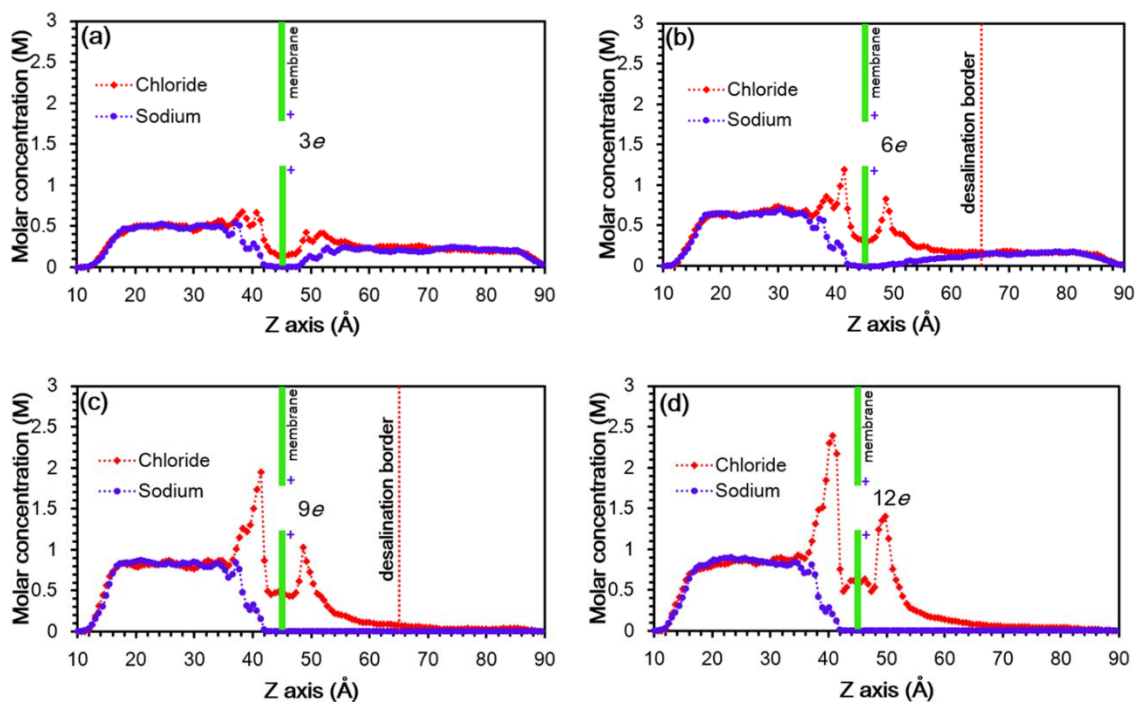 (a)
Molar concentration (M)
3
2.5
2
1.5
1
0.5
0
Chloride
Sodium
membrane
+
3e
+
10 20 30 40 50 60 70 80 90
Z axis (Å)
(b)
Molar concentration (M)
3
2.5
2
1.5
1
0.5
0
Chloride
Sodium
membrane
+
6e
+
desalination border
10 20 30 40 50 60 70 80 90
Z axis (Å)
(c)
Molar concentration (M)
3
2.5
2
1.5
1
0.5
0
Chloride
Sodium
membrane
+
9e
+
desalination border
10 20 30 40 50 60 70 80 90
Z axis (Å)
(d)
Molar concentration (M)
3
2.5
2
1.5
1
0.5
0
Chloride
Sodium
membrane
+
12e
+
10 20 30 40 50 60 70 80 90
Z axis (Å)